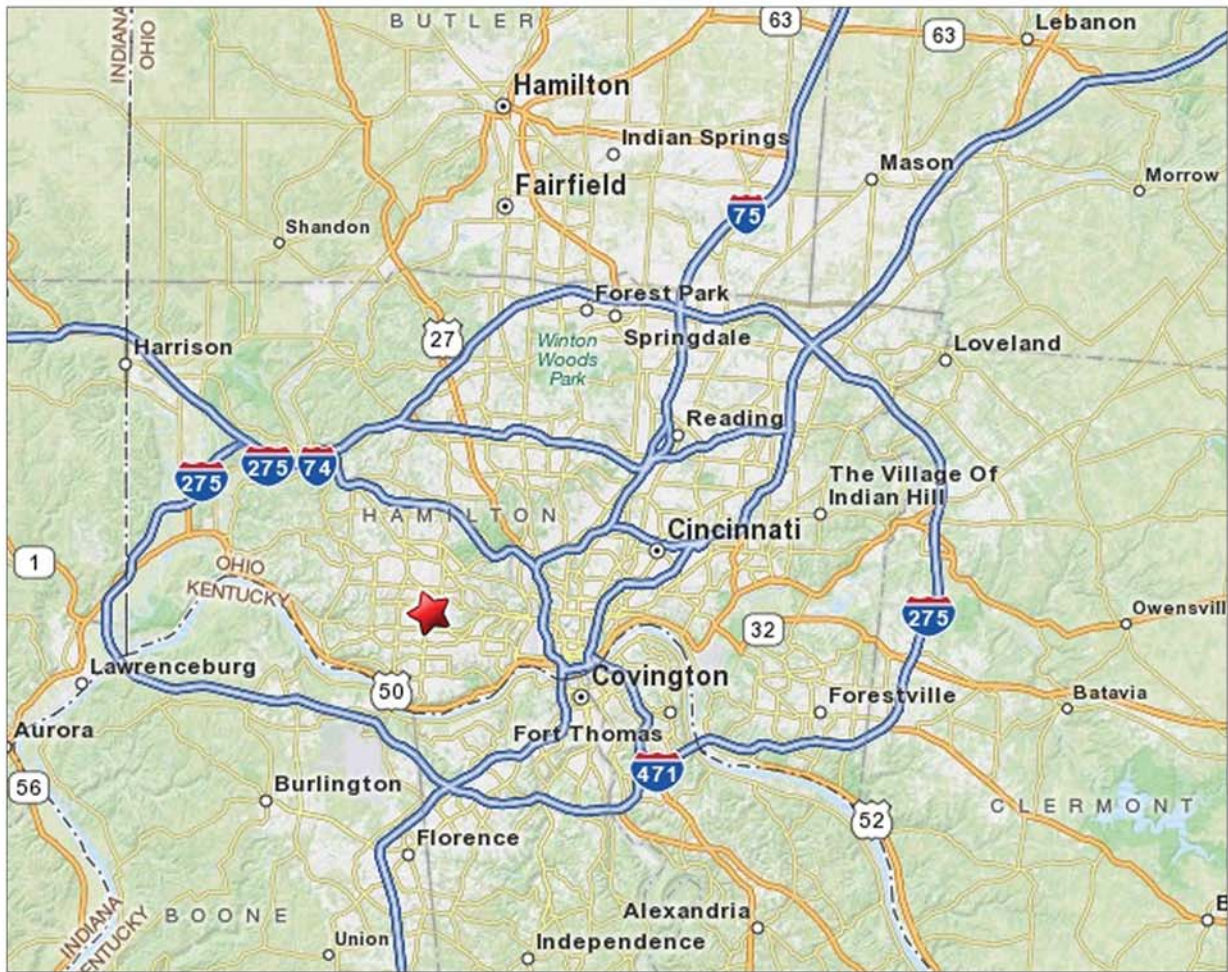 BUTLER
63
63
Lebanon
INDIANA
OHIO
Hamilton
Indian Springs
Mason
Morrow
Fairfield
75
Shandon
Forest Park
27
Springdale
Winton
Woods
Park
Harrison
Loveland
Reading
275
275
74
The Village Of
Indian Hill
HAMILTON
Cincinnati
1
OHIO
KENTUCKY
275
Owensvill
32
Lawrenceburg
50
Covington
Forestville
Batavia
Aurora
Fort Thomas
471
56
Burlington
CLERMONT
52
Florence
BOONE
Alexandria
INDIANA
KENTUCKY
Union
Independence